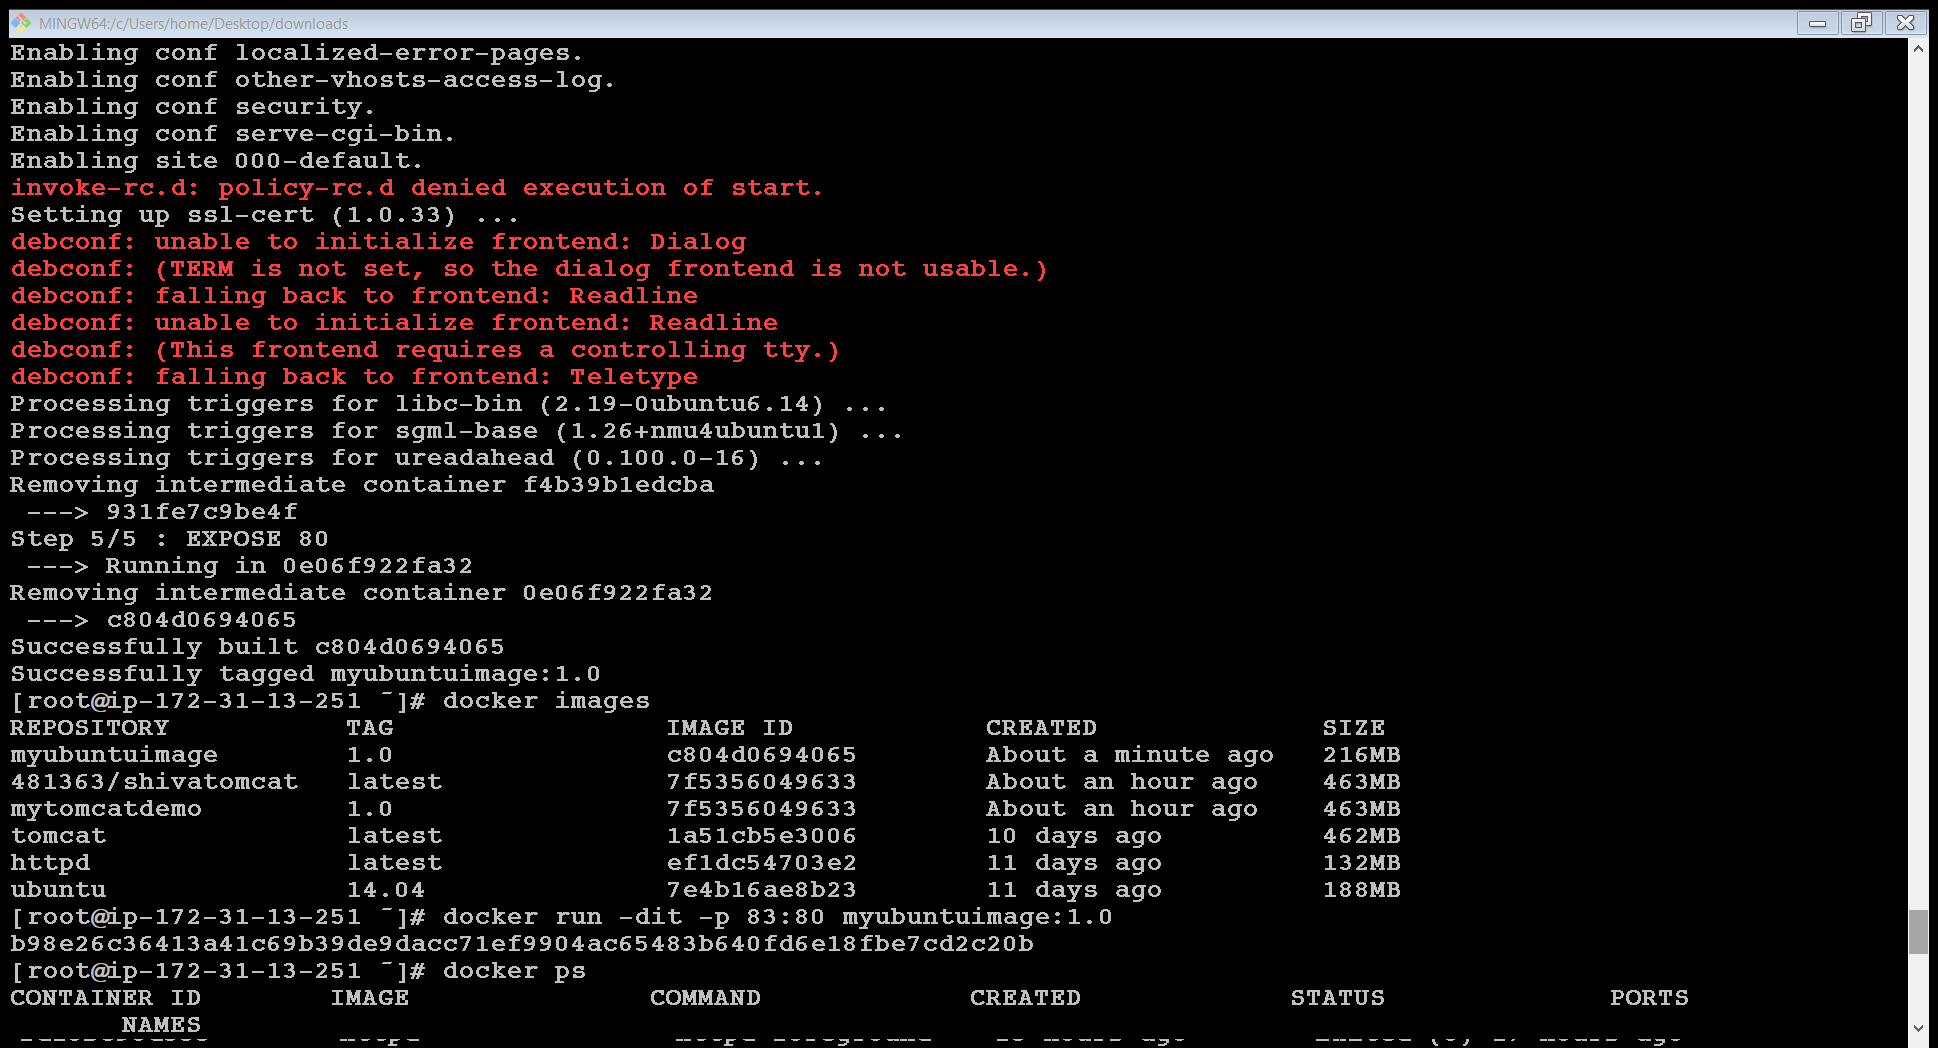 MINGW64:/c/Users/home/Desktop/downloads
Enabling conf localized-error-pages.
Enabling conf other-vhosts-access-log.
Enabling conf security.
Enabling conf serve-cgi-bin.
Enabling site 000-default.
invoke-rc.d: policy-rc.d denied execution of start.
Setting up ssl-cert (1.0.33) ...
debconf: unable to initialize frontend: Dialog
debconf: (TERM is not set, so the dialog frontend is not usable.)
debconf: falling back to frontend: Readline
debconf: unable to initialize frontend: Readline
debconf: (This frontend requires a controlling tty.)
debconf: falling back to frontend: Teletype
Processing triggers for libc-bin (2.19-0ubuntu6.14) ...
Processing triggers for sgml-base (1.26+nmu4ubuntu1) ...
Processing triggers for ureadahead (0.100.0-16) ...
Removing intermediate container f4b39b1edcba
 ---> 931fe7c9be4f
Step 5/5 : EXPOSE 80
 ---> Running in 0e06f922fa32
Removing intermediate container 0e06f922fa32
 ---> c804d0694065
Successfully built c804d0694065
Successfully tagged myubuntuimage:1.0
[root@ip-172-31-13-251 ~]# docker images
REPOSITORY TAG IMAGE ID CREATED SIZE
myubuntuimage 1.0 c804d0694065 About a minute ago 216MB
481363/shivatomcat latest 7f5356049633 About an hour ago 463MB
mytomcatdemo 1.0 7f5356049633 About an hour ago 463MB
tomcat latest 1a51cb5e3006 10 days ago 462MB
httpd latest ef1dc54703e2 11 days ago 132MB
ubuntu 14.04 7e4b16ae8b23 11 days ago 188MB
[root@ip-172-31-13-251 ~]# docker run -dit -p 83:80 myubuntuimage:1.0
b98e26c36413a41c69b39de9dacc71ef9904ac65483b640fd6e18fbe7cd2c20b
[root@ip-172-31-13-251 ~]# docker ps
CONTAINER ID IMAGE COMMAND CREATED STATUS PORTS
NAMES